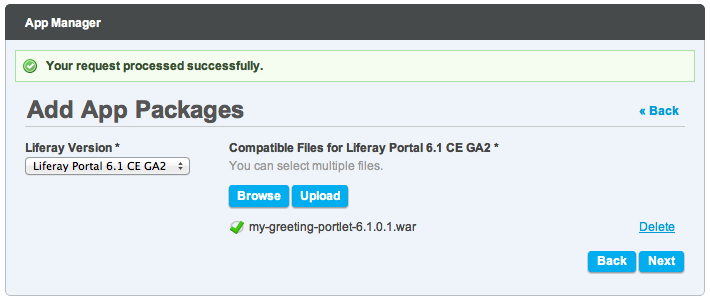 App Manager
Your request processed successfully.
Add App Packages
« Back
Liferay Version *
Compatible Files for Liferay Portal 6.1 CE GA2 *
Liferay Portal 6.1 CE GA2
You can select multiple files.
Browse Upload
my-greeting-portlet-6.1.0.1.war Delete
Back Next